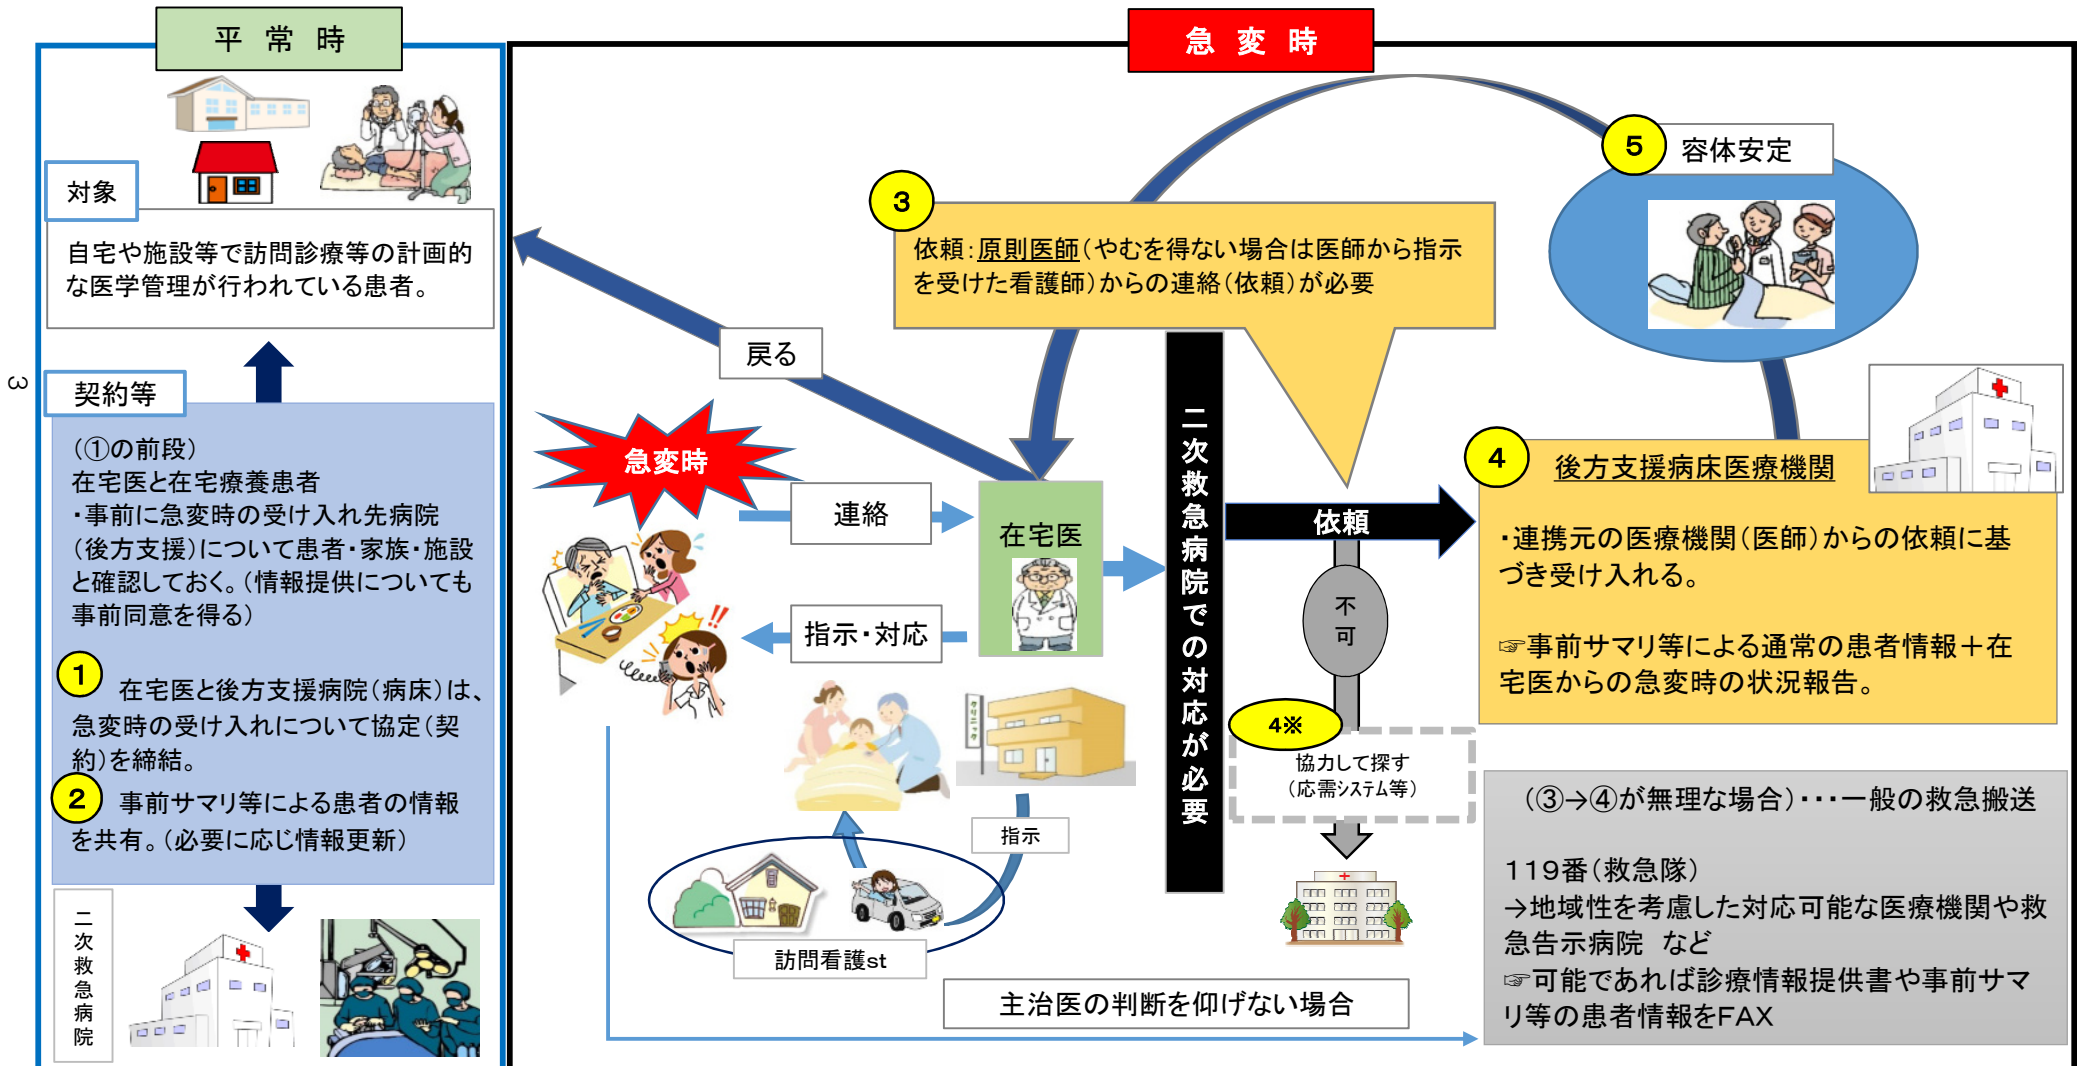 平常時
対象
自宅や施設等で訪問診療等の計画的
な医学管理が行われている患者。
契約等
(①の前段)
在宅医と在宅療養患者
・事前に急変時の受け入れ先病院
(後方支援)について患者・家族・施設
と確認しておく。(情報提供についても
事前同意を得る)
1
在宅医と後方支援病院(病床)は、
急変時の受け入れについて協定(契
約)を締結。
2
事前サマリ等による患者の情報
を共有。(必要に応じ情報更新)
二次救急病院
3
急変時
5
容体安定
3
依頼:原則医師(やむを得ない場合は医師から指示
を受けた看護師)からの連絡(依頼)が必要
戻る
急変時
連絡
在宅医
指示・対応
クリニック
指示
訪問看護st
二次救急病院での対応が必要
依頼
不可
4※
協力して探す
(応需システム等)
4
後方支援病床医療機関
・連携元の医療機関(医師)からの依頼に基
づき受け入れる。
☞事前サマリ等による通常の患者情報+在
宅医からの急変時の状況報告。
(③→④が無理な場合)・・・一般の救急搬送
119番(救急隊)
→地域性を考慮した対応可能な医療機関や救
急告示病院 など
☞可能であれば診療情報提供書や事前サマ
リ等の患者情報をFAX
主治医の判断を仰げない場合